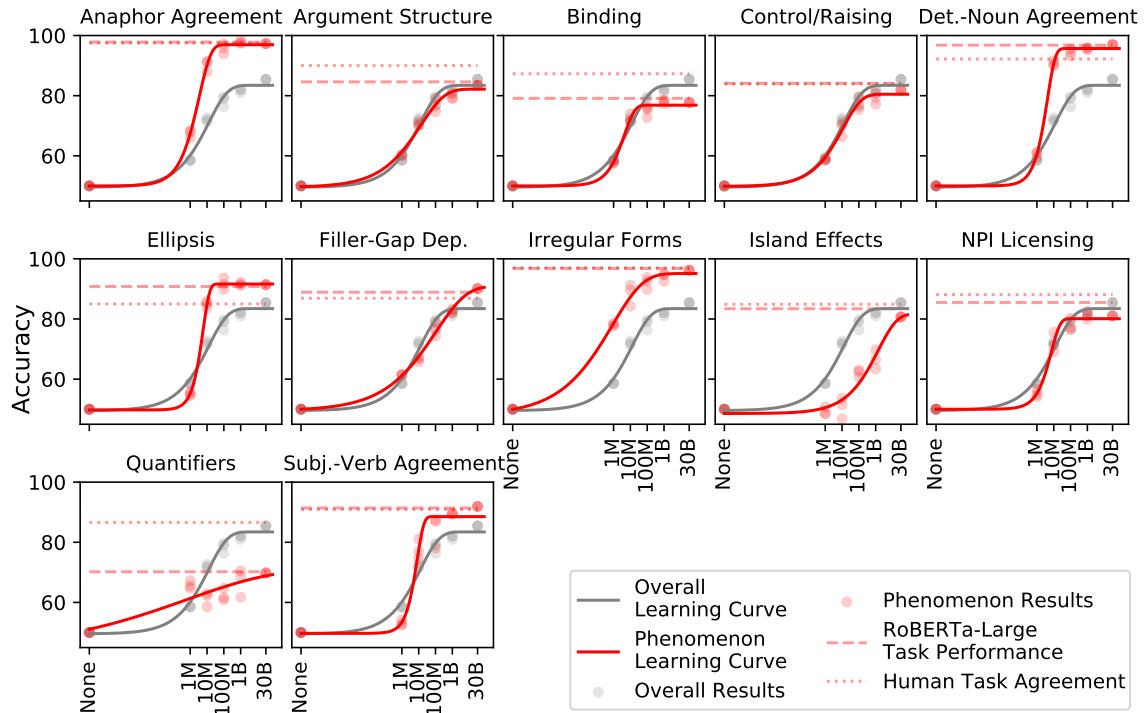 Anaphor Agreement Argument Structure Binding Control/Raising Det.-Noun Agreement
100
80
60
Ellipsis Filler-Gap Dep. Irregular Forms Island Effects NPI Licensing
100
80
60
Accuracy
None 1M 10M 100M 1B 30B None 1M 10M 100M 1B 30B None 1M 10M 100M 1B 30B
Quantifiers Subj.-Verb Agreement
100
80
60
None 1M 10M 100M 1B 30B None 1M 10M 100M 1B 30B
Overall
Learning Curve
Phenomenon
Learning Curve
Overall Results
Phenomenon Results
RoBERTa-Large
Task Performance
Human Task Agreement